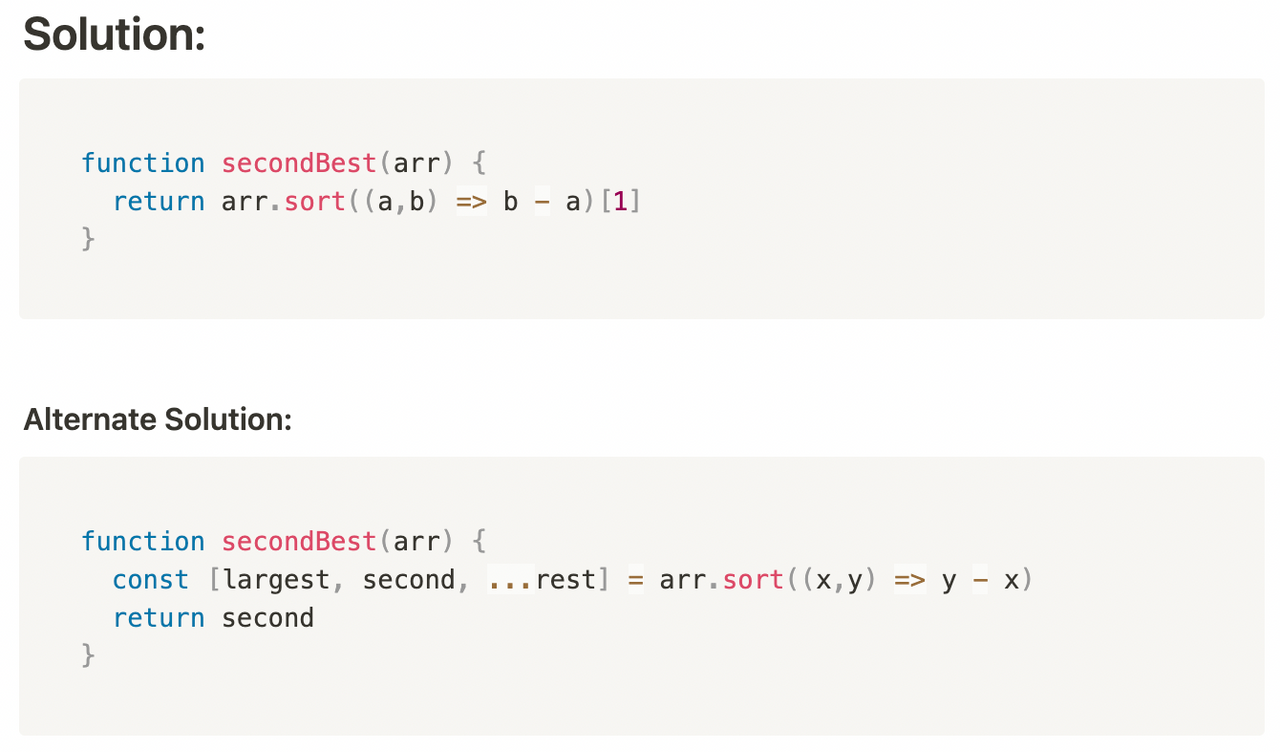 Solution:
function secondBest(arr) {
  return arr.sort((a,b) => b - a)[1]
}
Alternate Solution:
function secondBest(arr) {
  const [largest, second, ...rest] = arr.sort((x,y) => y - x)
  return second
}